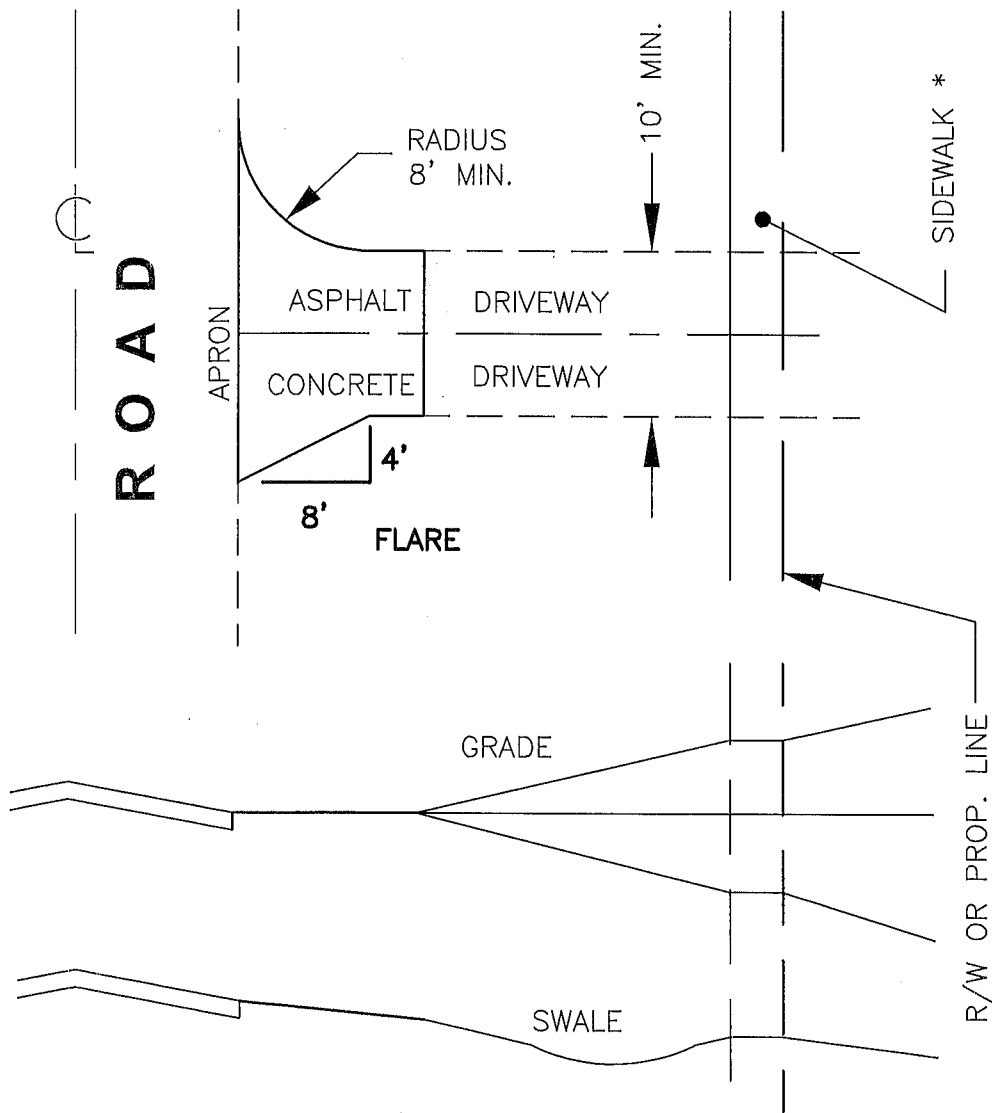 ℄
ROAD
APRON
RADIUS
8' MIN.
10' MIN.
SIDEWALK *
ASPHALT
DRIVEWAY
CONCRETE
DRIVEWAY
4'
8'
FLARE
GRADE
R/W OR PROP. LINE
SWALE